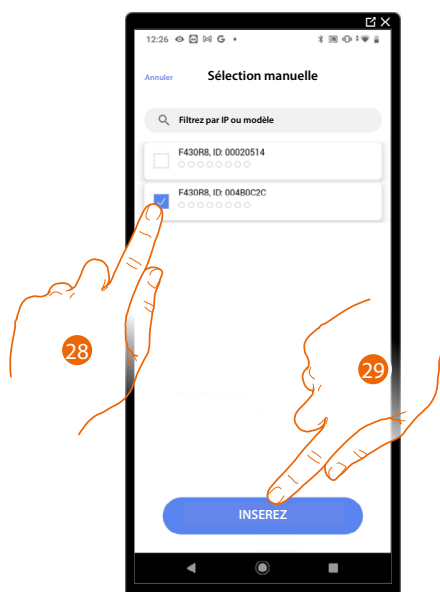 12:26
Annuler Sélection manuelle
Filtrez par IP ou modèle
F430R8, ID: 00020514
F430R8, ID: 004B0C2C
28
29
INSEREZ